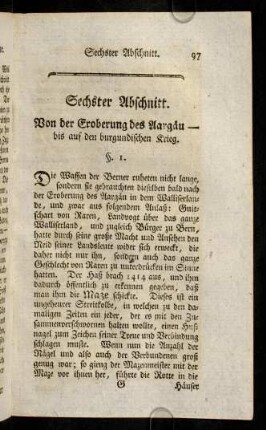 Sechster Abschnitt. 97
Sechster Abschnitt.
Von der Eroberung des Aargäu —
bis auf den burgundischen Krieg.
§. 1.
Die Waffen der Berner ruheten nicht lange,
sondern sie gebrauchten dieselben bald nach
der Eroberung des Aargäu in dem Wallisserland
de, und zwar aus folgendem Anlaß: Guit-
schart von Raren, Landvogt über das ganze
Wallisserland, und zugleich Bürger zu Bern,
hatte durch seine große Macht und Ansehen den
Neid seiner Landsleute wider sich erweckt, die
daher nicht nur ihn, sondern auch das ganze
Geschlecht von Raren zu unterdrücken im Sinne
hatten. Der Haß brach 1414 aus, und ihm
dadurch öffentlich zu erkennen gegeben, daß
man ihm die Maze schickte. Dieses ist ein
ungeheurer Streitkolbe, in welchen zu den da-
maligen Zeiten ein jeder, der es mit den Zu-
sammenverschwornen halten wollte, einen Huf-
nagel zum Zeichen seiner Treue und Verbindung
schlagen mußte. Wenn nun die Anzahl der
Nägel und also auch der Verbundenen groß
genug war; so gieng der Mazenmeister mit der
Maze vor ihnen her, führte die Rotte in die
G Häuser